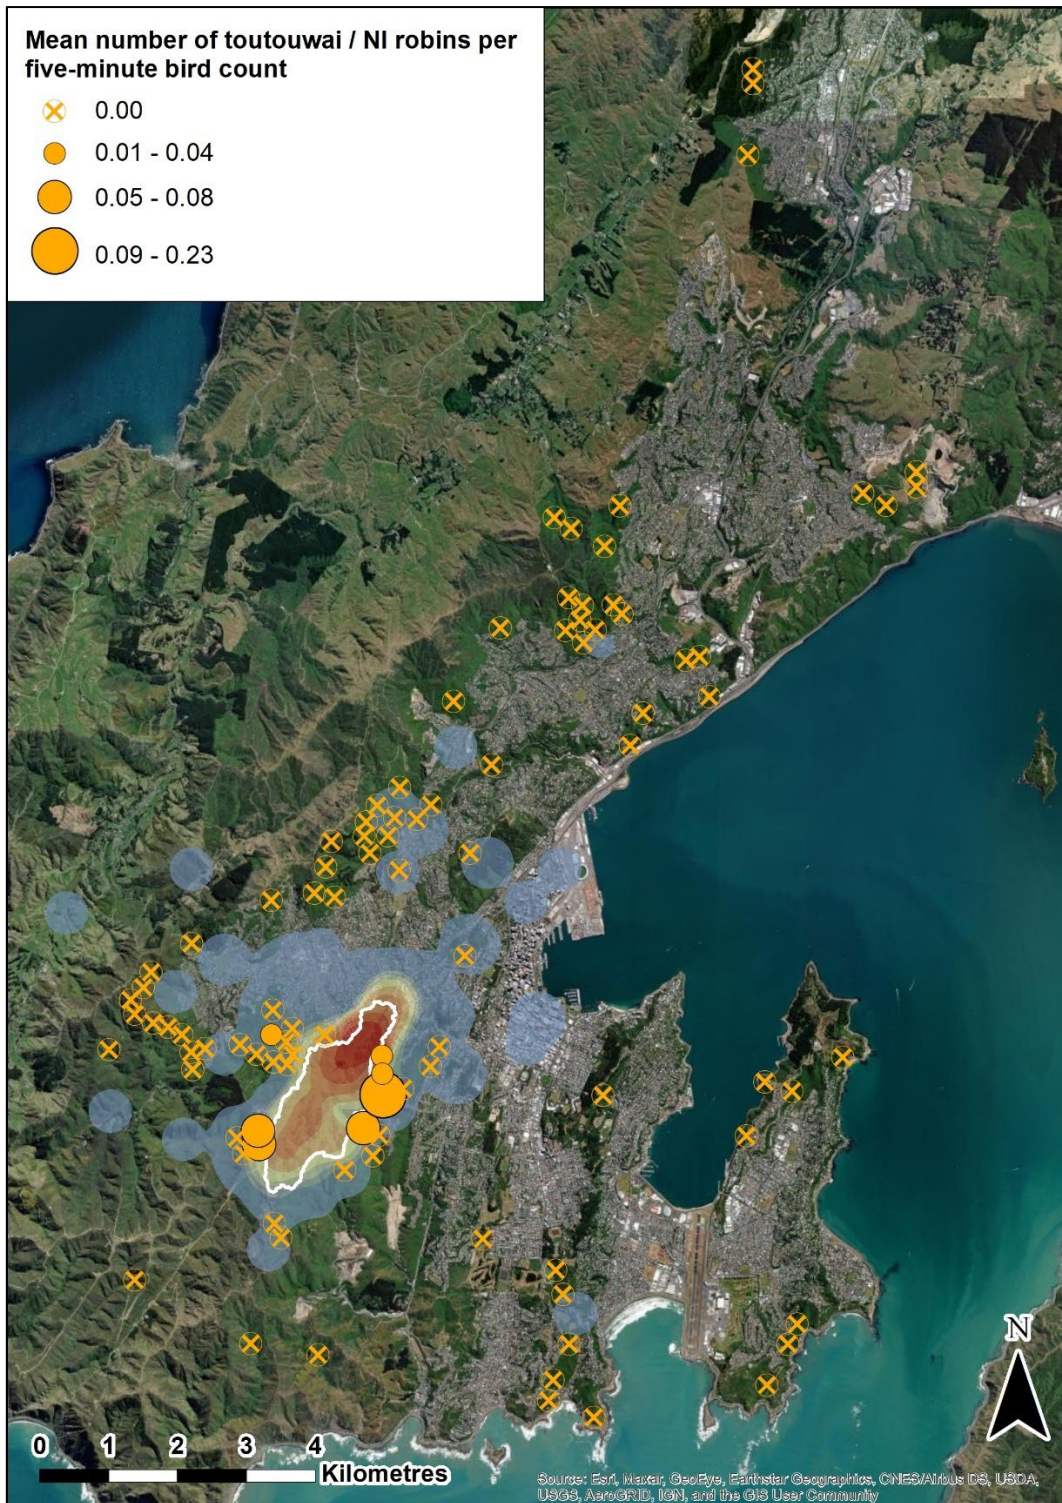 Mean number of toutouwai / NI robins per
five-minute bird count
0.00
0.01 - 0.04
0.05 - 0.08
0.09 - 0.23
N
0 1 2 3 4
Kilometres
Source: Esri, Maxar, GeoEye, Earthstar Geographics, CNES/Airbus DS, USDA,
USGS, AeroGRID, IGN, and the GIS User Community